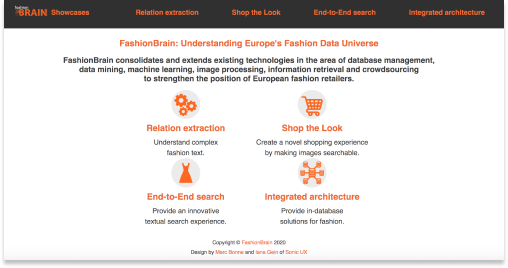 fashion
BRAIN Showcases Relation extraction Shop the Look End-to-End search Integrated architecture
FashionBrain: Understanding Europe's Fashion Data Universe
FashionBrain consolidates and extends existing technologies in the area of database management,
data mining, machine learning, image processing, information retrieval and crowdsourcing
to strengthen the position of European fashion retailers.
Relation extraction
Understand complex
fashion text.
Shop the Look
Create a novel shopping experience
by making images searchable.
End-to-End search
Provide an innovative
textual search experience.
Integrated architecture
Provide in-database
solutions for fashion.
Copyright © FashionBrain 2020
Design by Marc Bonne and of Sonic UX